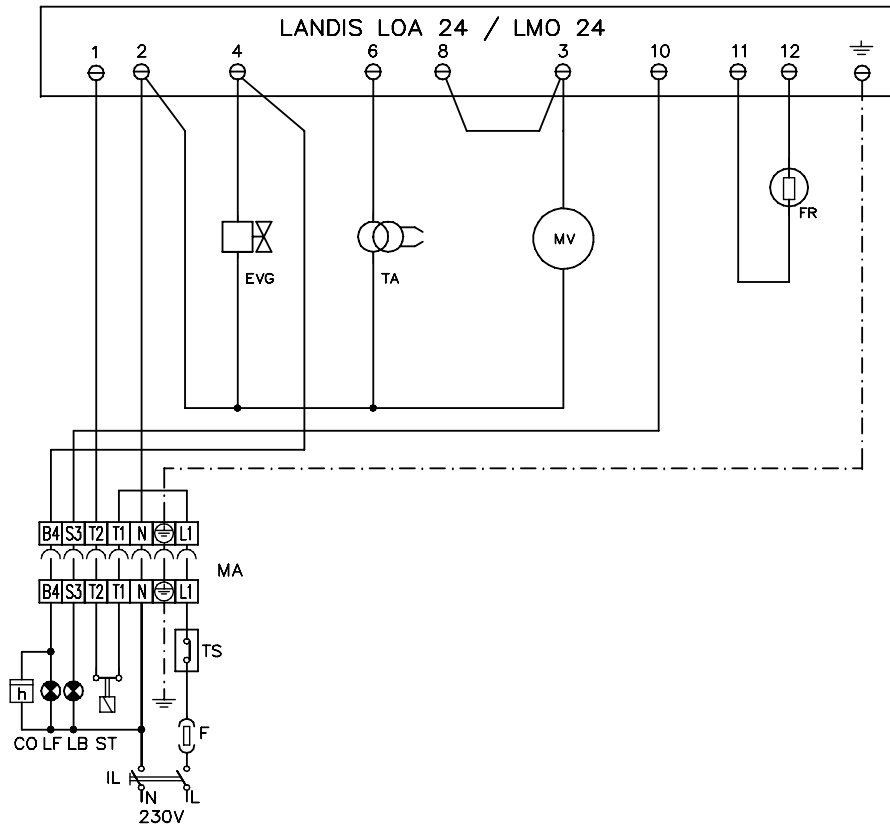 LANDIS LOA 24 / LMO 24
1 2 4 6 8 3 10 11 12
FR
MV
EVG
TA
B4 S3 T2 T1 N L1
MA
B4 S3 T2 T1 N L1
TS
h
F
CO LF LB ST
IL
N IL
230V